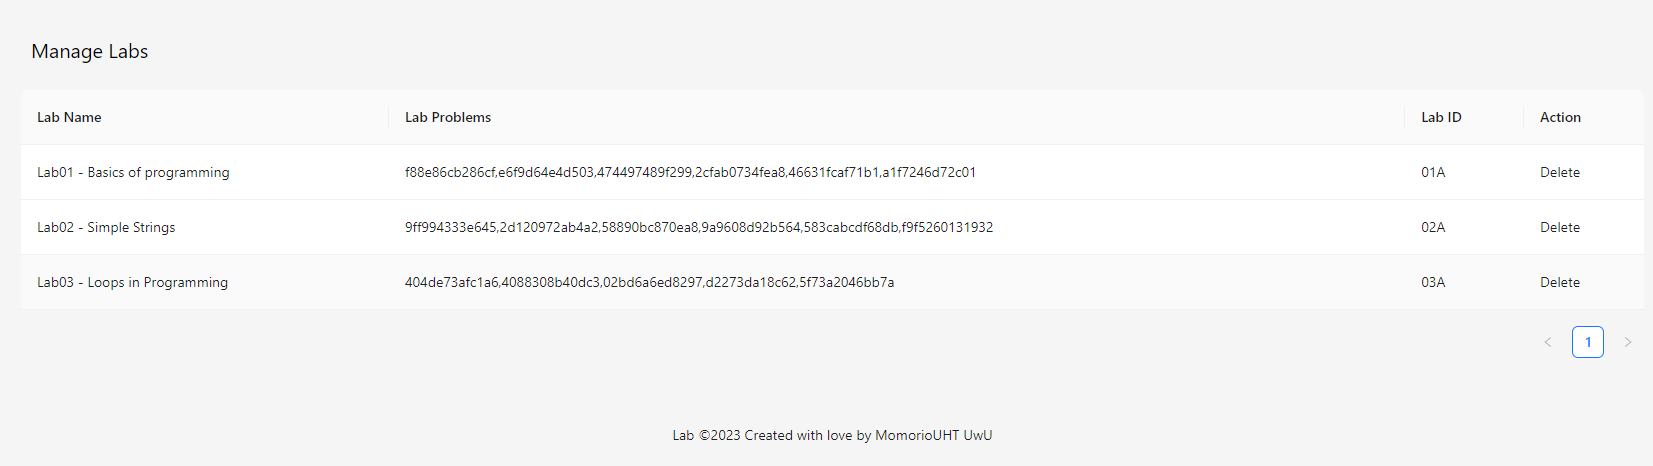 Manage Labs
Lab Name Lab Problems Lab ID Action
Lab01 - Basics of programming f88e86cb286cf,e6f9d64e4d503,474497489f299,2cfab0734fea8,46631fcaf71b1,a1f7246d72c01 01A Delete
Lab02 - Simple Strings 9ff994333e645,2d120972ab4a2,58890bc870ea8,9a9608d92b564,583cabcdf68db,f9f5260131932 02A Delete
Lab03 - Loops in Programming 404de73afc1a6,4088308b40dc3,02bd6a6ed8297,d2273da18c62,5f73a2046bb7a 03A Delete
1
Lab ©2023 Created with love by MomorioUHT UwU